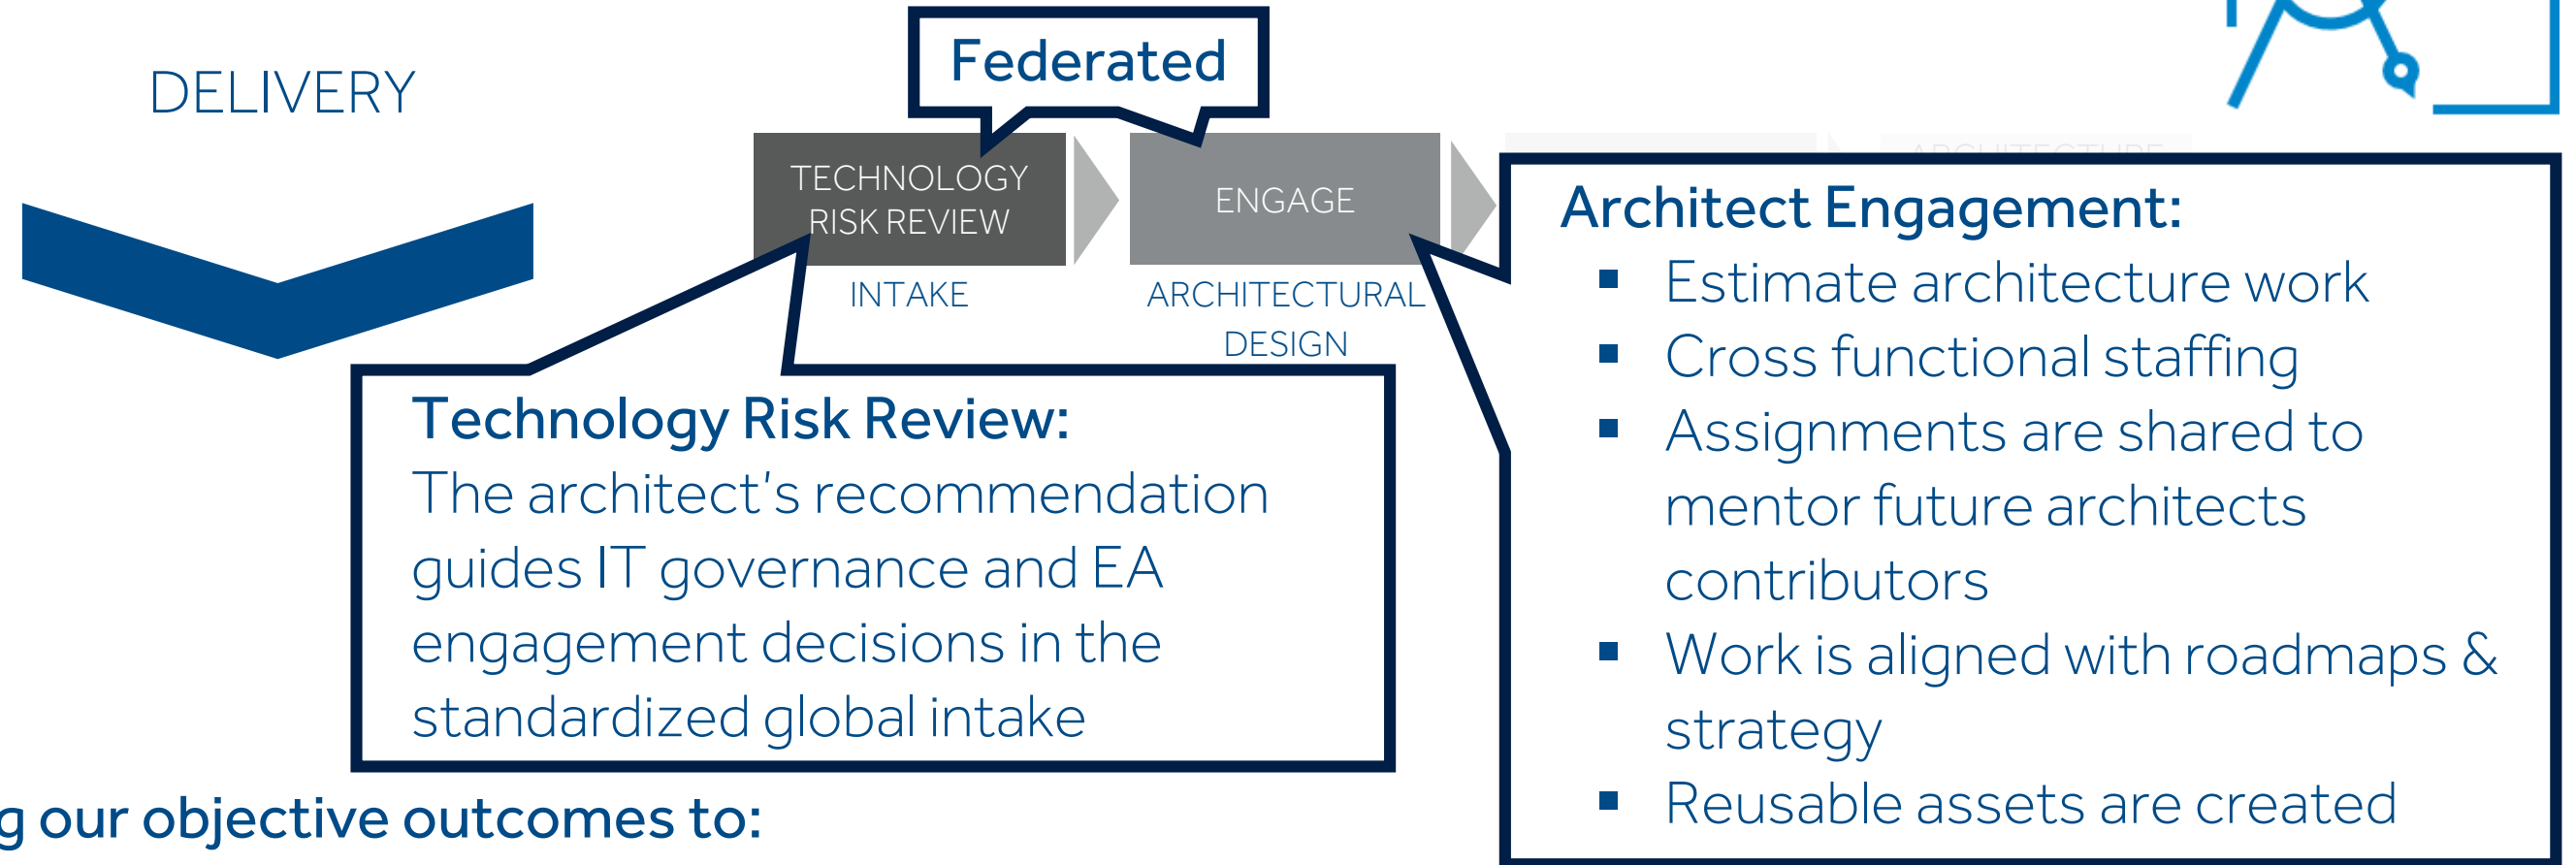 Federated
DELIVERY
TECHNOLOGY
RISK REVIEW
ENGAGE
ARCHITECTURE
INTAKE
ARCHITECTURAL
DESIGN
Technology Risk Review:
The architect's recommendation
guides IT governance and EA
engagement decisions in the
standardized global intake
Architect Engagement:
▪ Estimate architecture work
▪ Cross functional staffing
▪ Assignments are shared to
mentor future architects
contributors
▪ Work is aligned with roadmaps &
strategy
▪ Reusable assets are created
g our objective outcomes to: